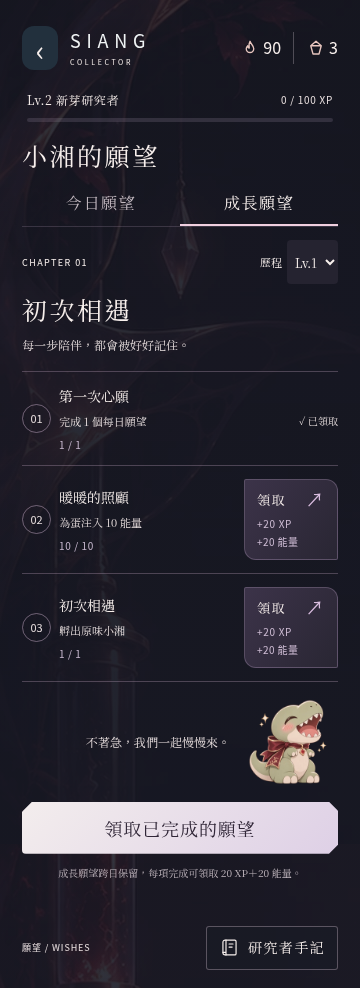 SIANG
COLLECTOR
90
3
Lv.2 新芽研究者
0 / 100 XP
小湘的願望
今日願望
成長願望
CHAPTER 01
歷程
Lv.1
初次相遇
每一步陪伴，都會被好好記住。
01
第一次心願
完成 1 個每日願望
1 / 1
✓ 已領取
02
暖暖的照顧
為蛋注入 10 能量
10 / 10
領取
+20 XP
+20 能量
03
初次相遇
孵出原味小湘
1 / 1
領取
+20 XP
+20 能量
不著急，我們一起慢慢來。
領取已完成的願望
成長願望跨日保留，每項完成可領取 20 XP＋20 能量。
願望 / WISHES
研究者手記